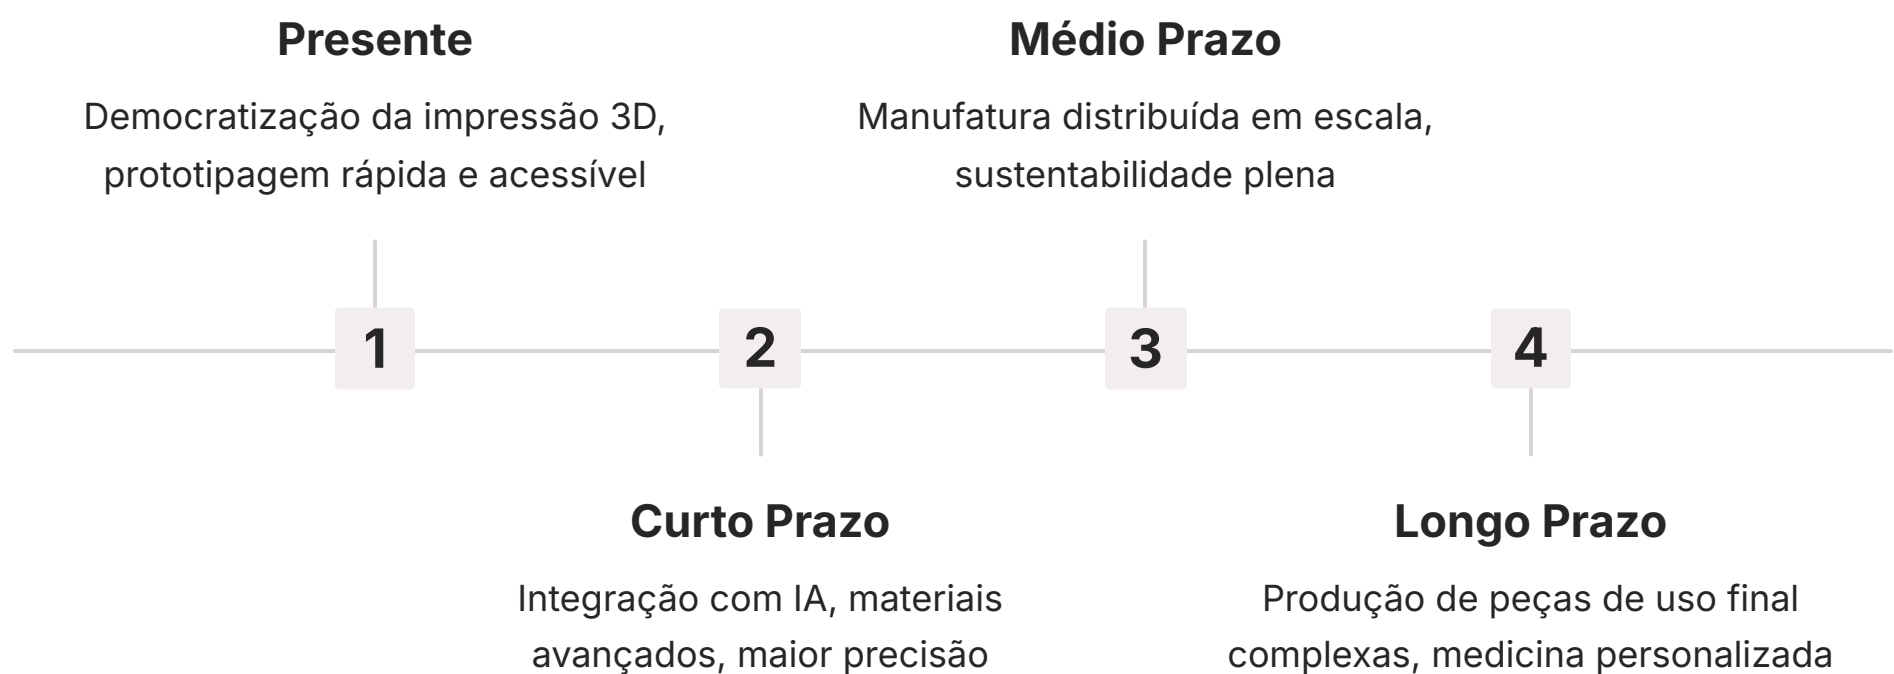 Presente
Democratização da impressão 3D,
prototipagem rápida e acessível
Médio Prazo
Manufatura distribuída em escala,
sustentabilidade plena
1
2
3
4
Curto Prazo
Integração com IA, materiais
avançados, maior precisão
Longo Prazo
Produção de peças de uso final
complexas, medicina personalizada